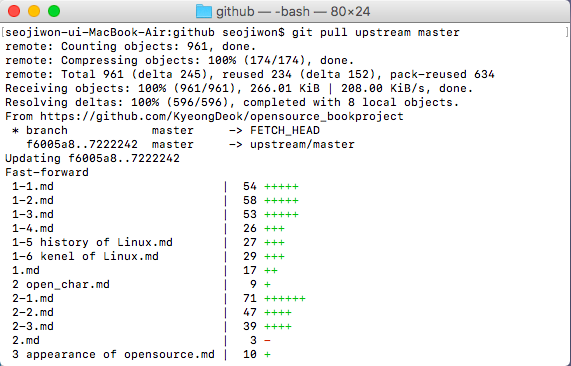 github — -bash — 80×24
[seojiwon-ui-MacBook-Air:github seojiwon$ git pull upstream master ]
remote: Counting objects: 961, done.
remote: Compressing objects: 100% (174/174), done.
remote: Total 961 (delta 245), reused 234 (delta 152), pack-reused 634
Receiving objects: 100% (961/961), 266.01 KiB | 208.00 KiB/s, done.
Resolving deltas: 100% (596/596), completed with 8 local objects.
From https://github.com/KyeongDeok/opensource_bookproject
 * branch            master     -> FETCH_HEAD
   f6005a8..7222242  master     -> upstream/master
Updating f6005a8..7222242
Fast-forward
 1-1.md                      |  54 +++++
 1-2.md                      |  58 +++++
 1-3.md                      |  53 +++++
 1-4.md                      |  26 +++
 1-5 history of Linux.md     |  27 +++
 1-6 kenel of Linux.md       |  29 +++
 1.md                        |  17 ++
 2 open_char.md              |   9 +
 2-1.md                      |  71 ++++++
 2-2.md                      |  47 ++++
 2-3.md                      |  39 ++++
 2.md                        |   3 -
 3 appearance of opensource.md |  10 +